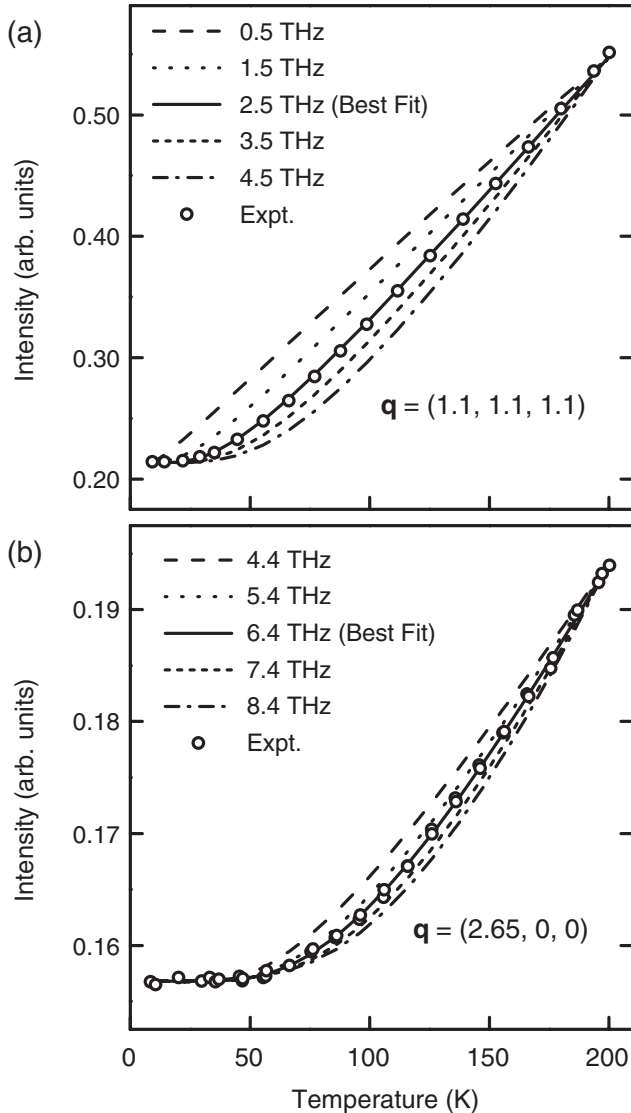 (a)
0.5 THz
1.5 THz
2.5 THz (Best Fit)
3.5 THz
4.5 THz
Expt.
0.50
0.40
0.30
0.20
Intensity (arb. units)
q = (1.1, 1.1, 1.1)
(b)
4.4 THz
5.4 THz
6.4 THz (Best Fit)
7.4 THz
8.4 THz
Expt.
0.19
0.18
0.17
0.16
Intensity (arb. units)
q = (2.65, 0, 0)
0 50 100 150 200
Temperature (K)